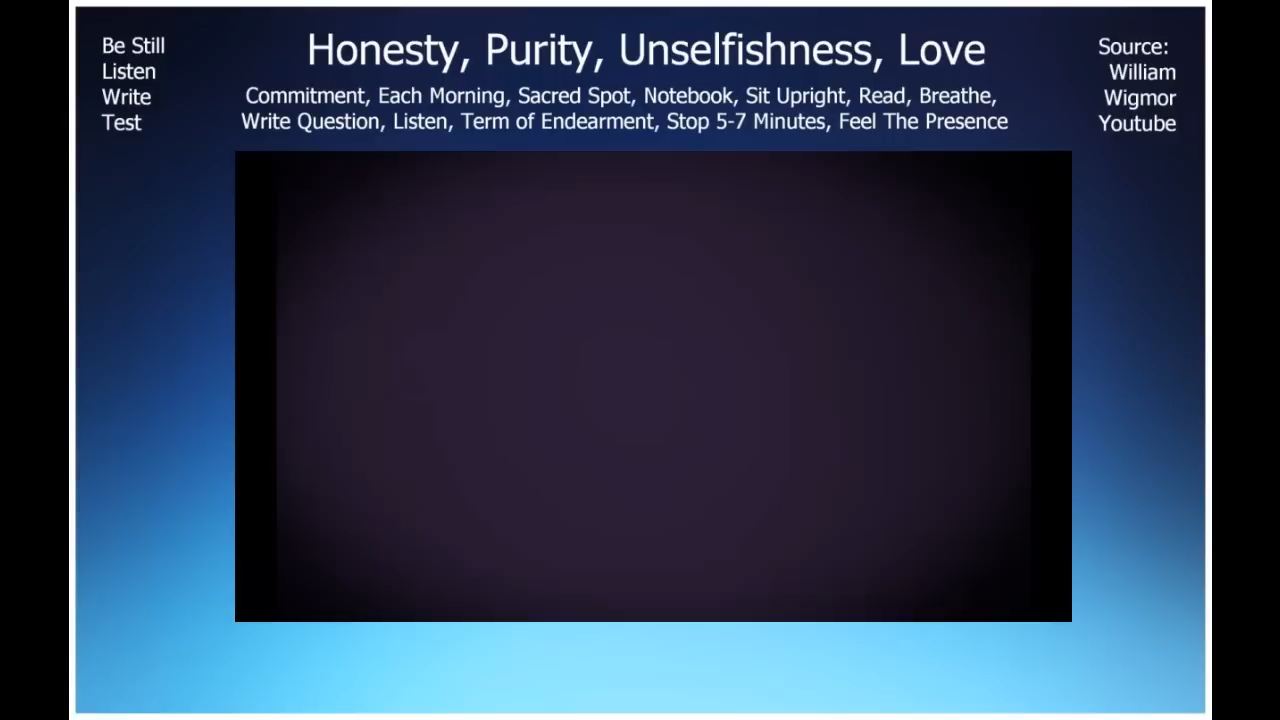 Be Still
Listen
Write
Test
Honesty, Purity, Unselfishness, Love
Commitment, Each Morning, Sacred Spot, Notebook, Sit Upright, Read, Breathe,
Write Question, Listen, Term of Endearment, Stop 5-7 Minutes, Feel The Presence
Source:
William
Wigmor
Youtube